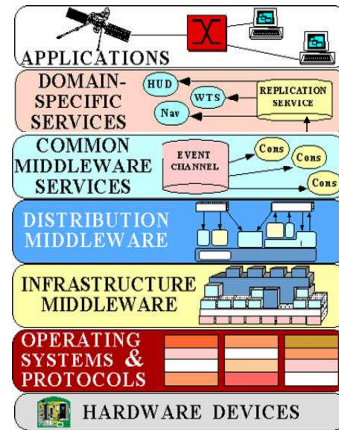 APPLICATIONS
DOMAIN-
SPECIFIC
SERVICES
HUD
WTS
Nav
REPLICATION
SERVICE
COMMON
MIDDLEWARE
SERVICES
EVENT
CHANNEL
Cons
Cons
Cons
DISTRIBUTION
MIDDLEWARE
INFRASTRUCTURE
MIDDLEWARE
OPERATING
SYSTEMS &
PROTOCOLS
HARDWARE DEVICES